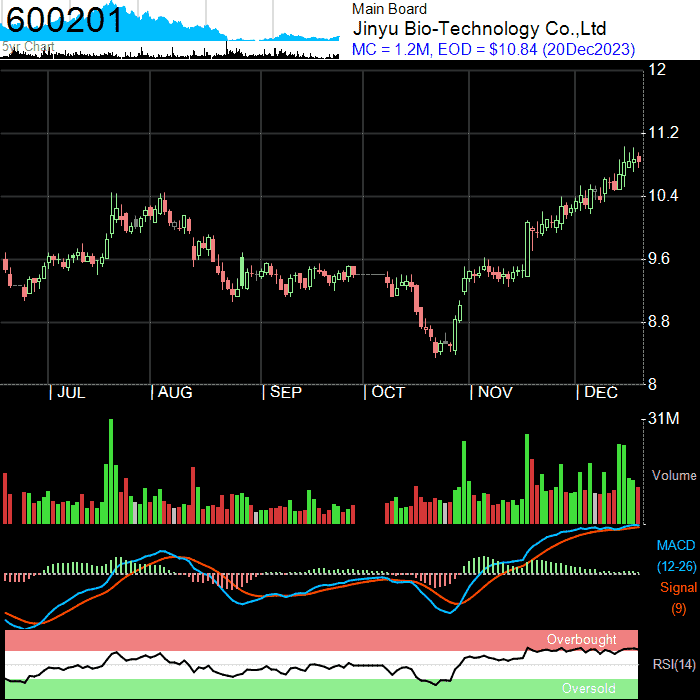 600201
5yr Chart
Main Board
Jinyu Bio-Technology Co.,Ltd
MC = 1.2M, EOD = $10.84 (20Dec2023)
12
11.2
10.4
9.6
8.8
8
JUL AUG SEP OCT NOV DEC
31M
Volume
MACD
(12-26)
Signal
(9)
Overbought
RSI(14)
Oversold